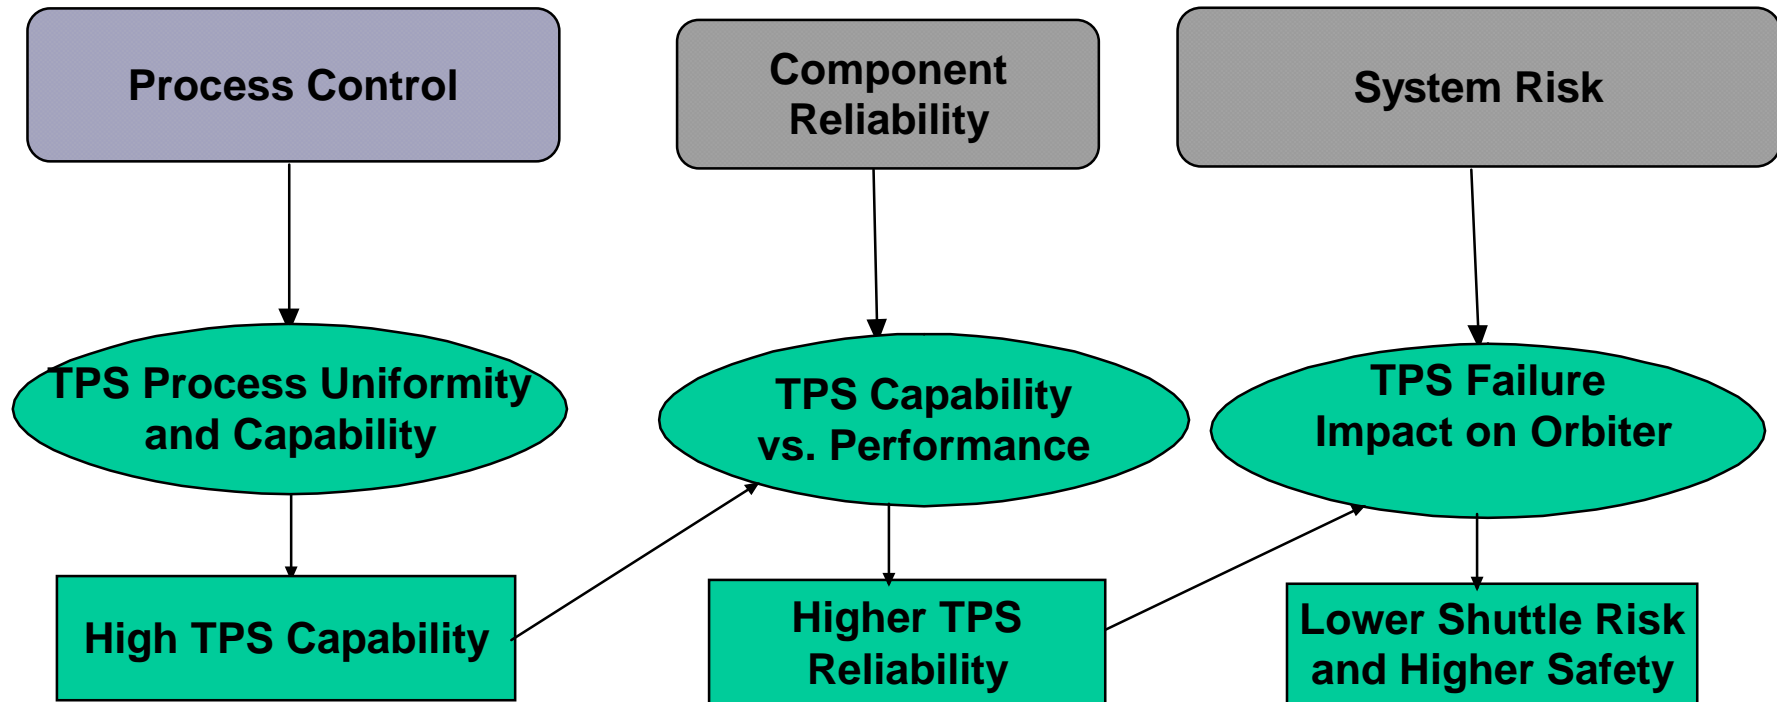 Process Control
Component
Reliability
System Risk
TPS Process Uniformity
and Capability
TPS Capability
vs. Performance
TPS Failure
Impact on Orbiter
High TPS Capability
Higher TPS
Reliability
Lower Shuttle Risk
and Higher Safety